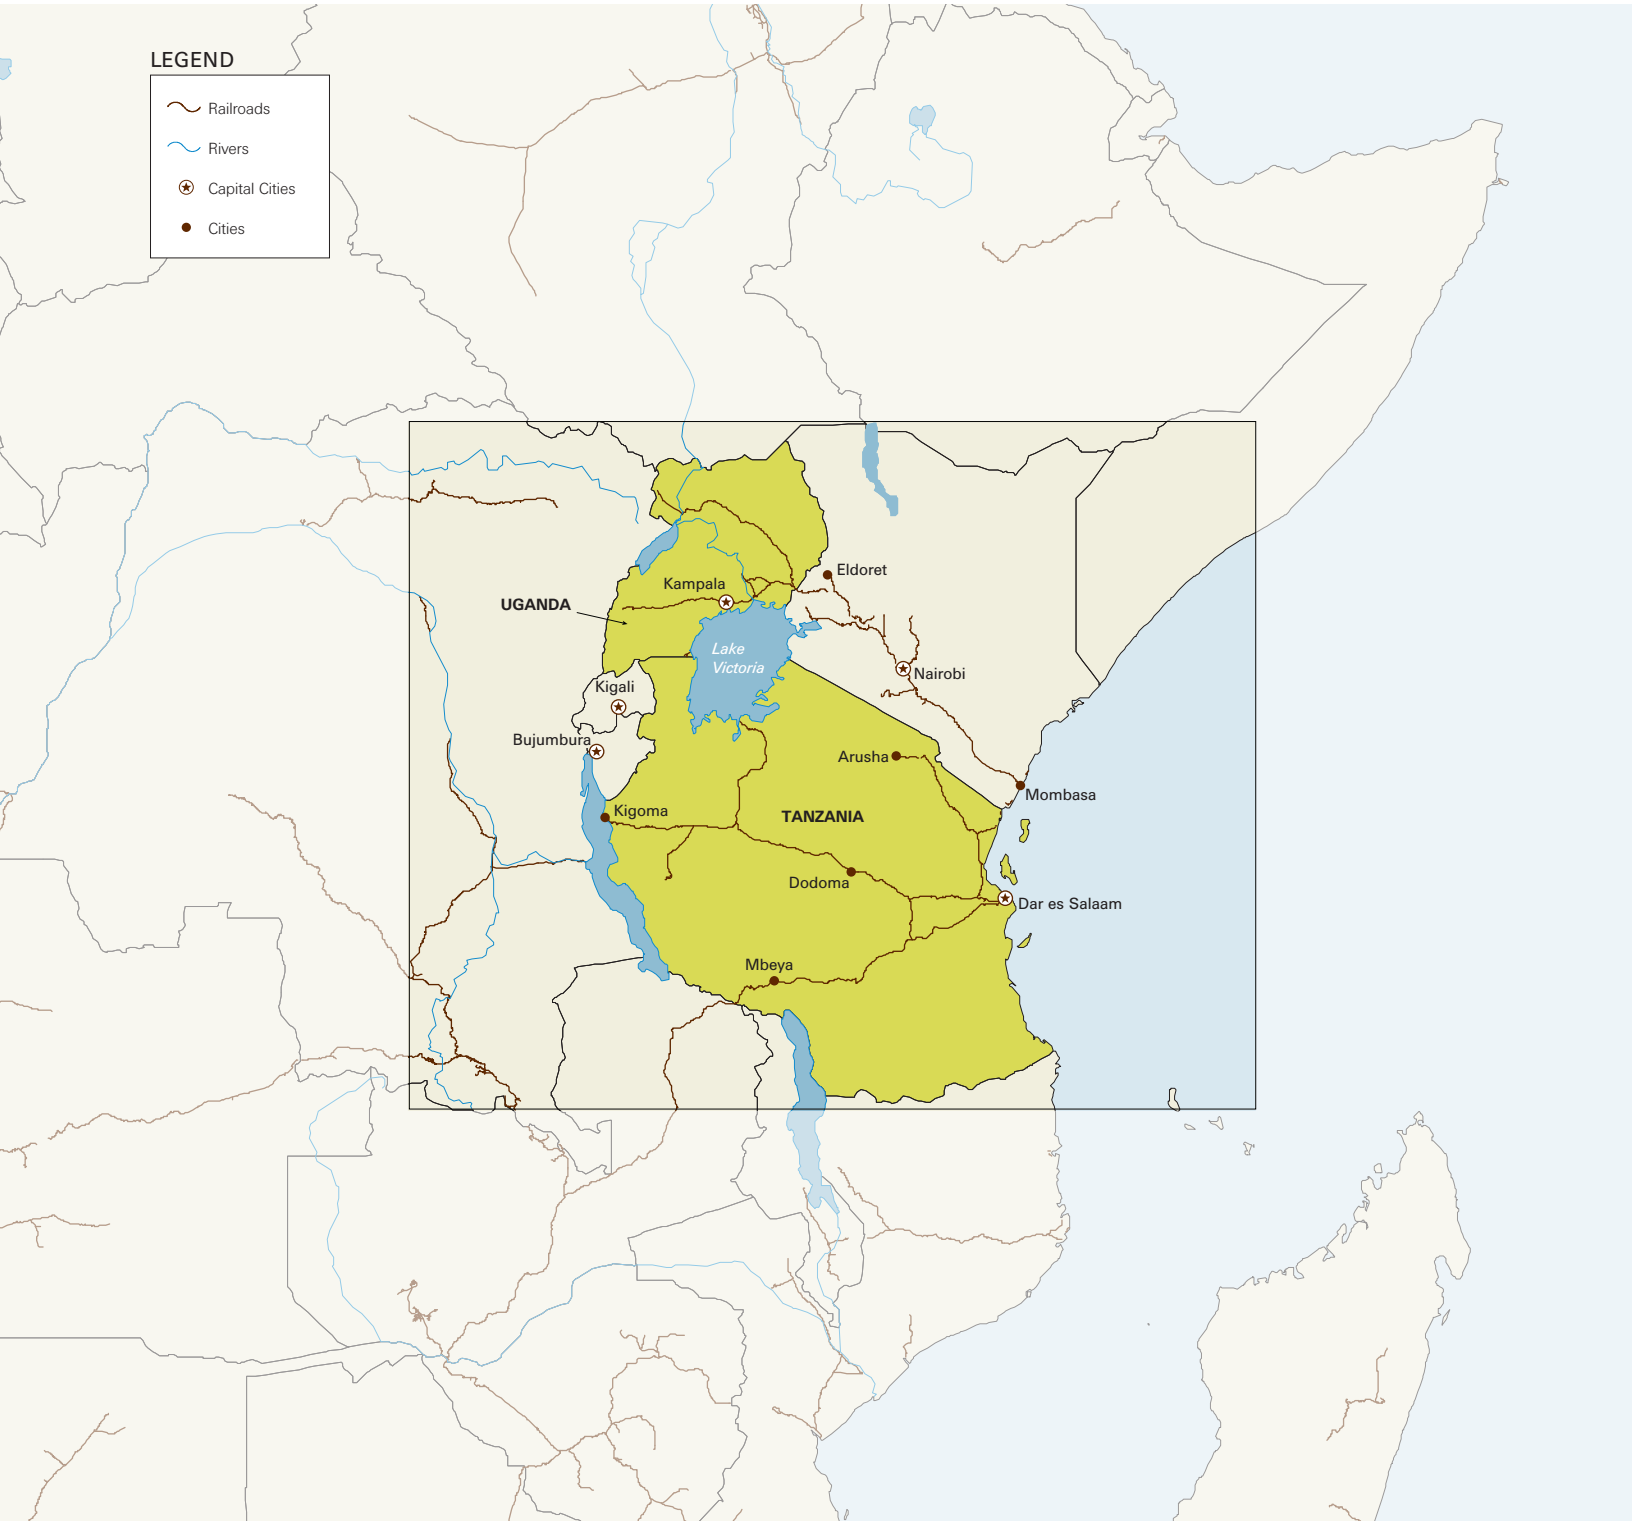 LEGEND
Railroads
Rivers
Capital Cities
Cities
Eldoret
Kampala
UGANDA
Lake
Victoria
Nairobi
Kigali
Bujumbura
Arusha
Mombasa
Kigoma
TANZANIA
Dodoma
Dar es Salaam
Mbeya